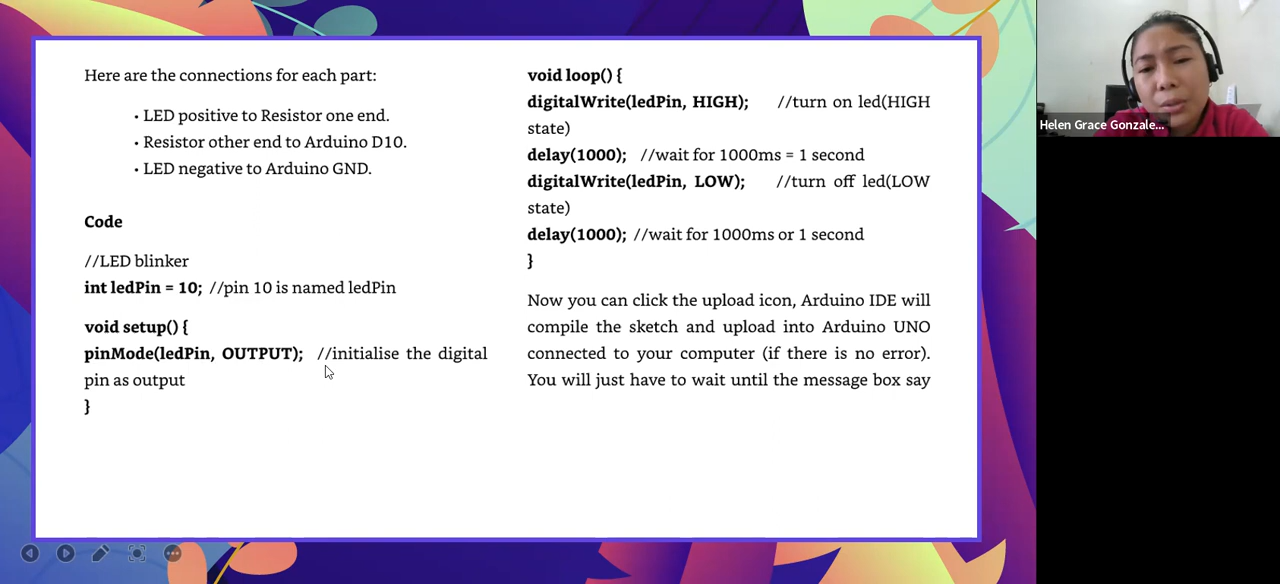 Here are the connections for each part:
• LED positive to Resistor one end.
• Resistor other end to Arduino D10.
• LED negative to Arduino GND.
Code
//LED blinker
int ledPin = 10; //pin 10 is named ledPin
void setup() {
pinMode(ledPin, OUTPUT); //initialise the digital
pin as output
}
void loop() {
digitalWrite(ledPin, HIGH); //turn on led(HIGH
state)
delay(1000); //wait for 1000ms = 1 second
digitalWrite(ledPin, LOW); //turn off led(LOW
state)
delay(1000); //wait for 1000ms or 1 second
}
Now you can click the upload icon, Arduino IDE will
compile the sketch and upload into Arduino UNO
connected to your computer (if there is no error).
You will just have to wait until the message box say
Helen Grace Gonzale...